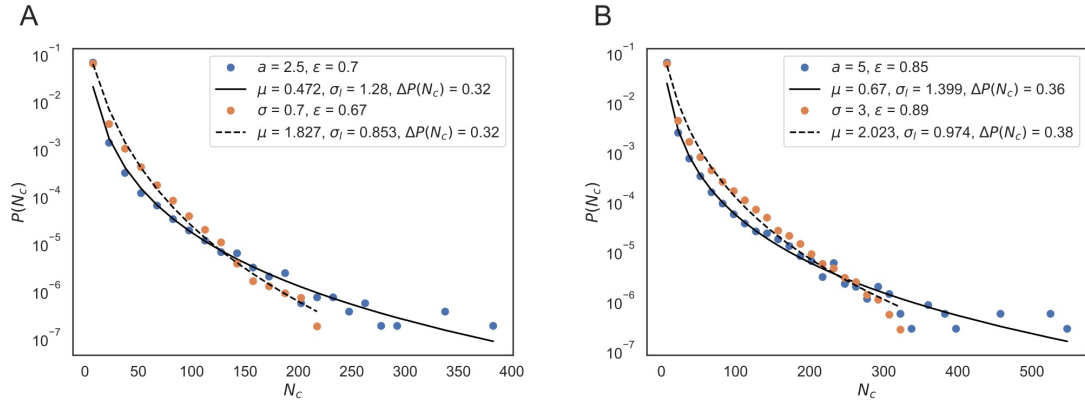 A
10⁻¹
10⁻²
10⁻³
10⁻⁴
10⁻⁵
10⁻⁶
10⁻⁷
P(N_c)
a = 2.5, ε = 0.7
μ = 0.472, σ_l = 1.28, ΔP(N_c) = 0.32
σ = 0.7, ε = 0.67
μ = 1.827, σ_l = 0.853, ΔP(N_c) = 0.32
0 50 100 150 200 250 300 350 400
N_c
B
10⁻¹
10⁻²
10⁻³
10⁻⁴
10⁻⁵
10⁻⁶
10⁻⁷
P(N_c)
a = 5, ε = 0.85
μ = 0.67, σ_l = 1.399, ΔP(N_c) = 0.36
σ = 3, ε = 0.89
μ = 2.023, σ_l = 0.974, ΔP(N_c) = 0.38
0 100 200 300 400 500
N_c